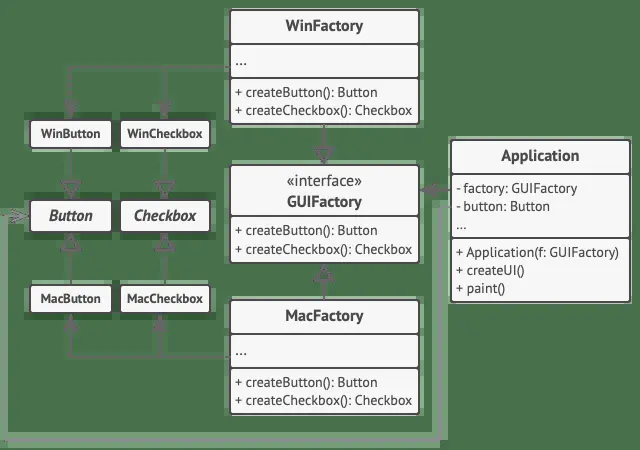 WinFactory
...
+ createButton(): Button
+ createCheckbox(): Checkbox
WinButton
WinCheckbox
Button
Checkbox
MacButton
MacCheckbox
«interface»
GUIFactory
+ createButton(): Button
+ createCheckbox(): Checkbox
MacFactory
...
+ createButton(): Button
+ createCheckbox(): Checkbox
Application
- factory: GUIFactory
- button: Button
...
+ Application(f: GUIFactory)
+ createUI()
+ paint()